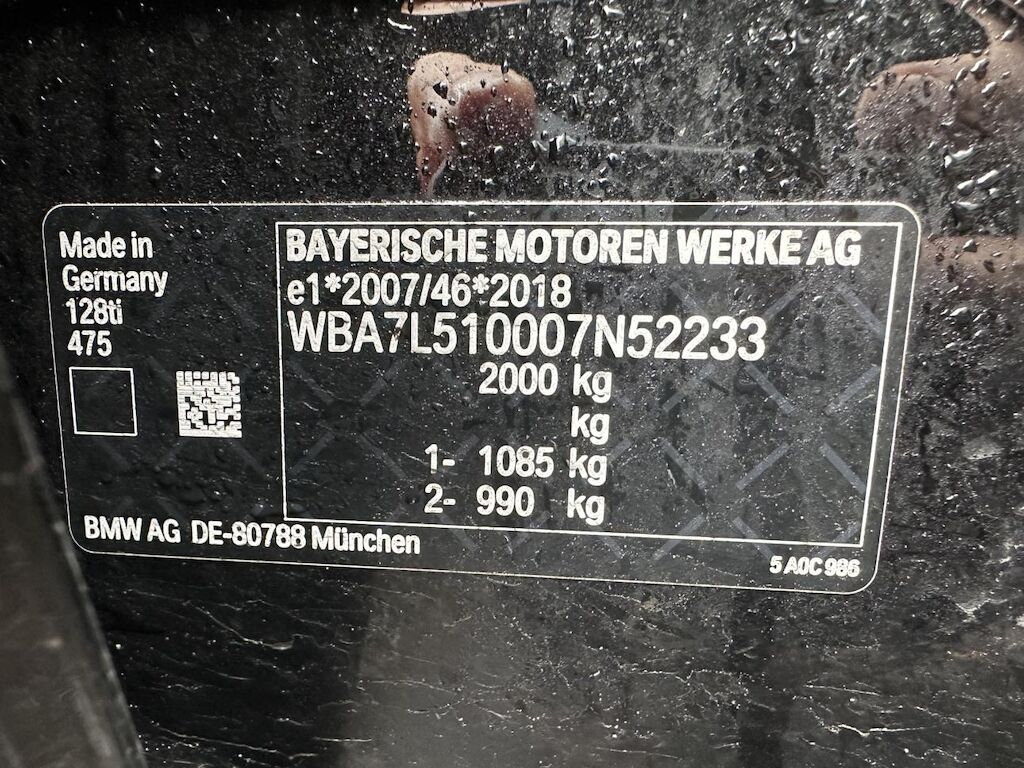 Made in
Germany
128ti
475
BAYERISCHE MOTOREN WERKE AG
e1*2007/46*2018
WBA7L510007N52233
2000 kg
kg
1- 1085 kg
2- 990 kg
BMW AG DE-80788 München
5 A0C 986